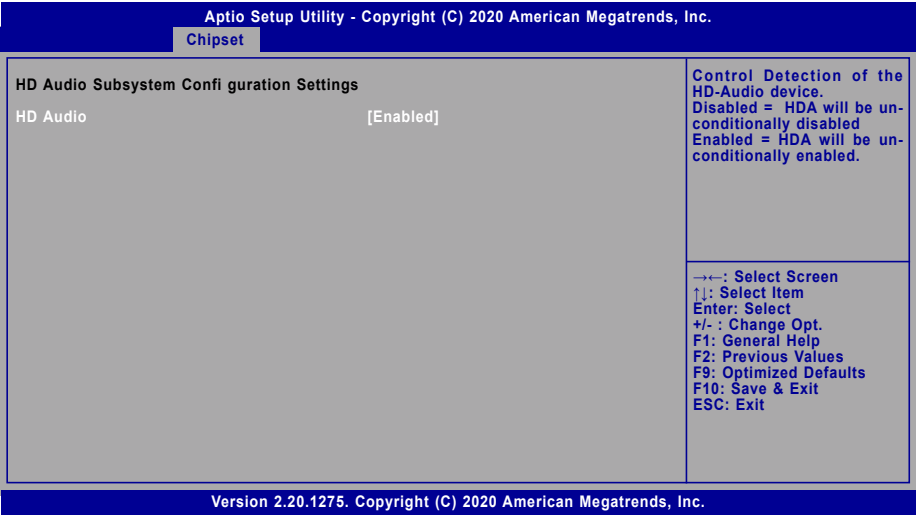 Aptio Setup Utility - Copyright (C) 2020 American Megatrends, Inc.
Chipset
HD Audio Subsystem Confi guration Settings
HD Audio [Enabled]
Control Detection of the
HD-Audio device.
Disabled = HDA will be un-
conditionally disabled
Enabled = HDA will be un-
conditionally enabled.
→←: Select Screen
↑↓: Select Item
Enter: Select
+/- : Change Opt.
F1: General Help
F2: Previous Values
F9: Optimized Defaults
F10: Save & Exit
ESC: Exit
Version 2.20.1275. Copyright (C) 2020 American Megatrends, Inc.